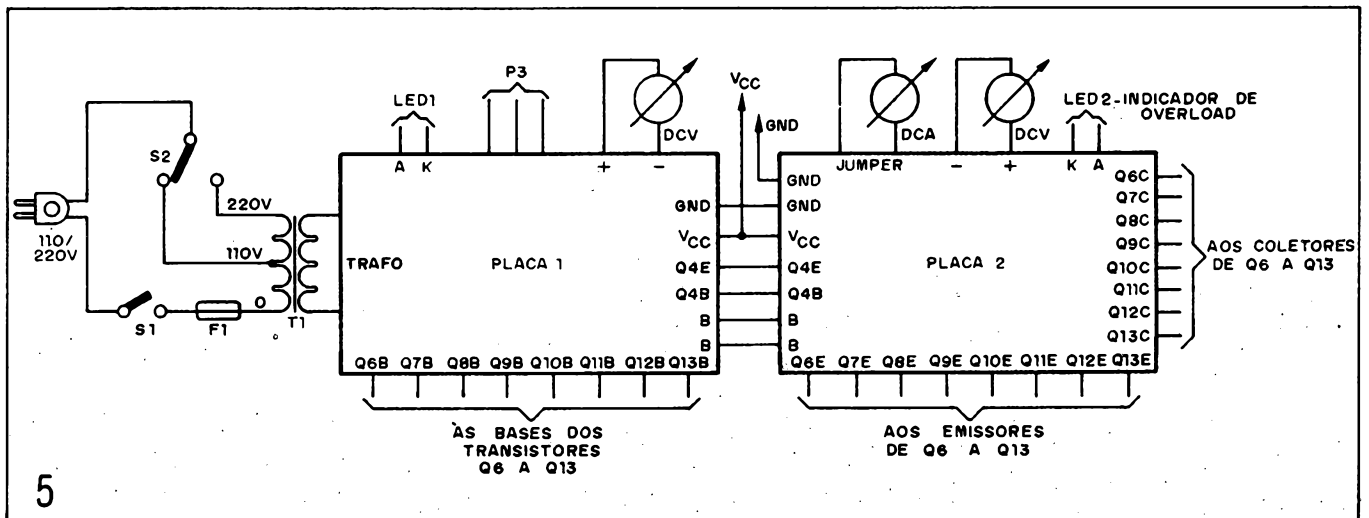 P3
VCC
LED1
LED2-INDICADOR DE
OVERLOAD
GND
S2
DCV
DCA
DCV
A K
+ -
JUMPER
- +
K A
110/
220V
220V
110V
0
S1
F1
T1
TRAFO
PLACA 1
GND
VCC
Q4E
Q4B
B
B
GND
GND
VCC
Q4E
Q4B
B
B
PLACA 2
Q6C
Q7C
Q8C
Q9C
Q10C
Q11C
Q12C
Q13C
AOS COLETORES
DE Q6 A Q13
Q6B Q7B Q8B Q9B Q10B Q11B Q12B Q13B
Q6E Q7E Q8E Q9E Q10E Q11E Q12E Q13E
ÀS BASES DOS
TRANSISTORES
Q6 A Q13
AOS EMISSORES
DE Q6 A Q13
5